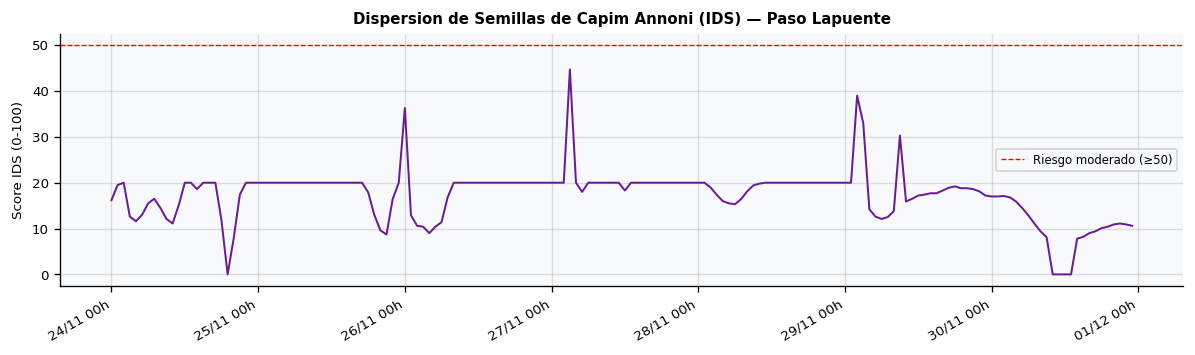 Dispersion de Semillas de Capim Annoni (IDS) — Paso Lapuente
Score IDS (0-100)
50
40
30
20
10
0
Riesgo moderado (≥50)
24/11 00h
25/11 00h
26/11 00h
27/11 00h
28/11 00h
29/11 00h
30/11 00h
01/12 00h